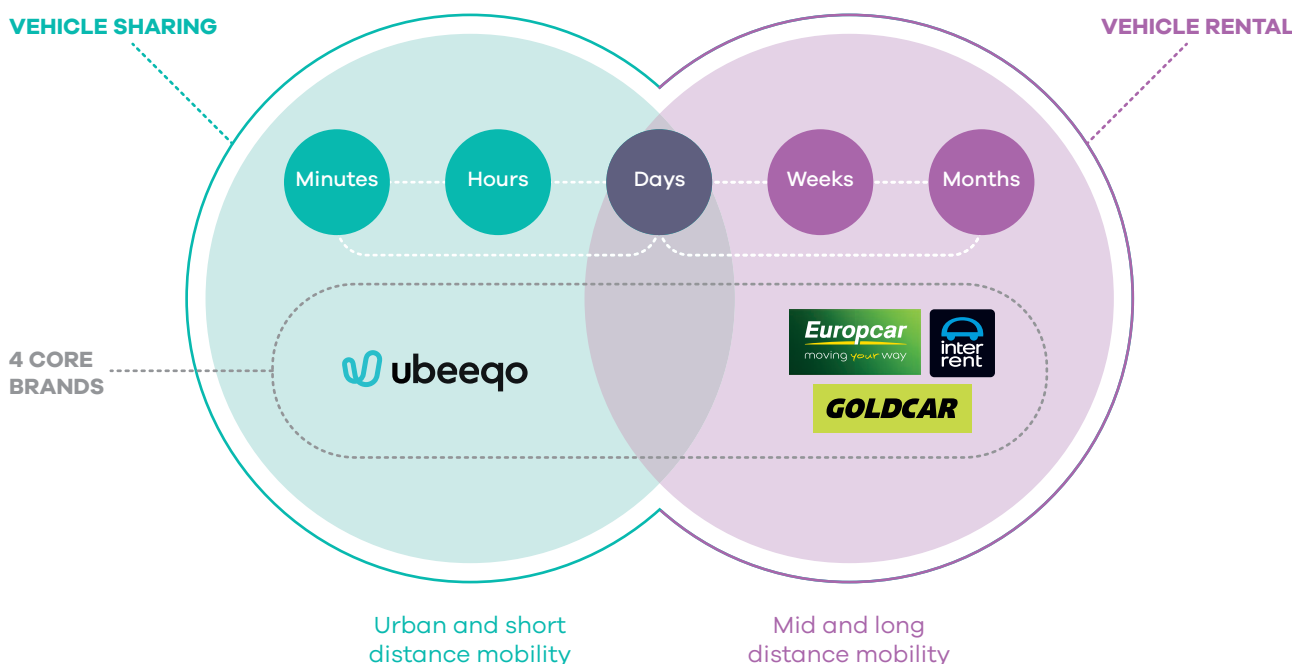 VEHICLE SHARING
VEHICLE RENTAL
Minutes
Hours
Days
Weeks
Months
4 CORE
BRANDS
ubeeqo
Europcar
moving your way
inter
rent
GOLDCAR
Urban and short
distance mobility
Mid and long
distance mobility